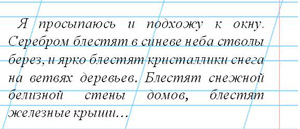 Я просыпаюсь и подхожу к окну.
Серебром блестят в синеве неба стволы
берез, и ярко блестят кристаллики снега
на ветвях деревьев. Блестят снежной
белизной стены домов, блестят
железные крыши…